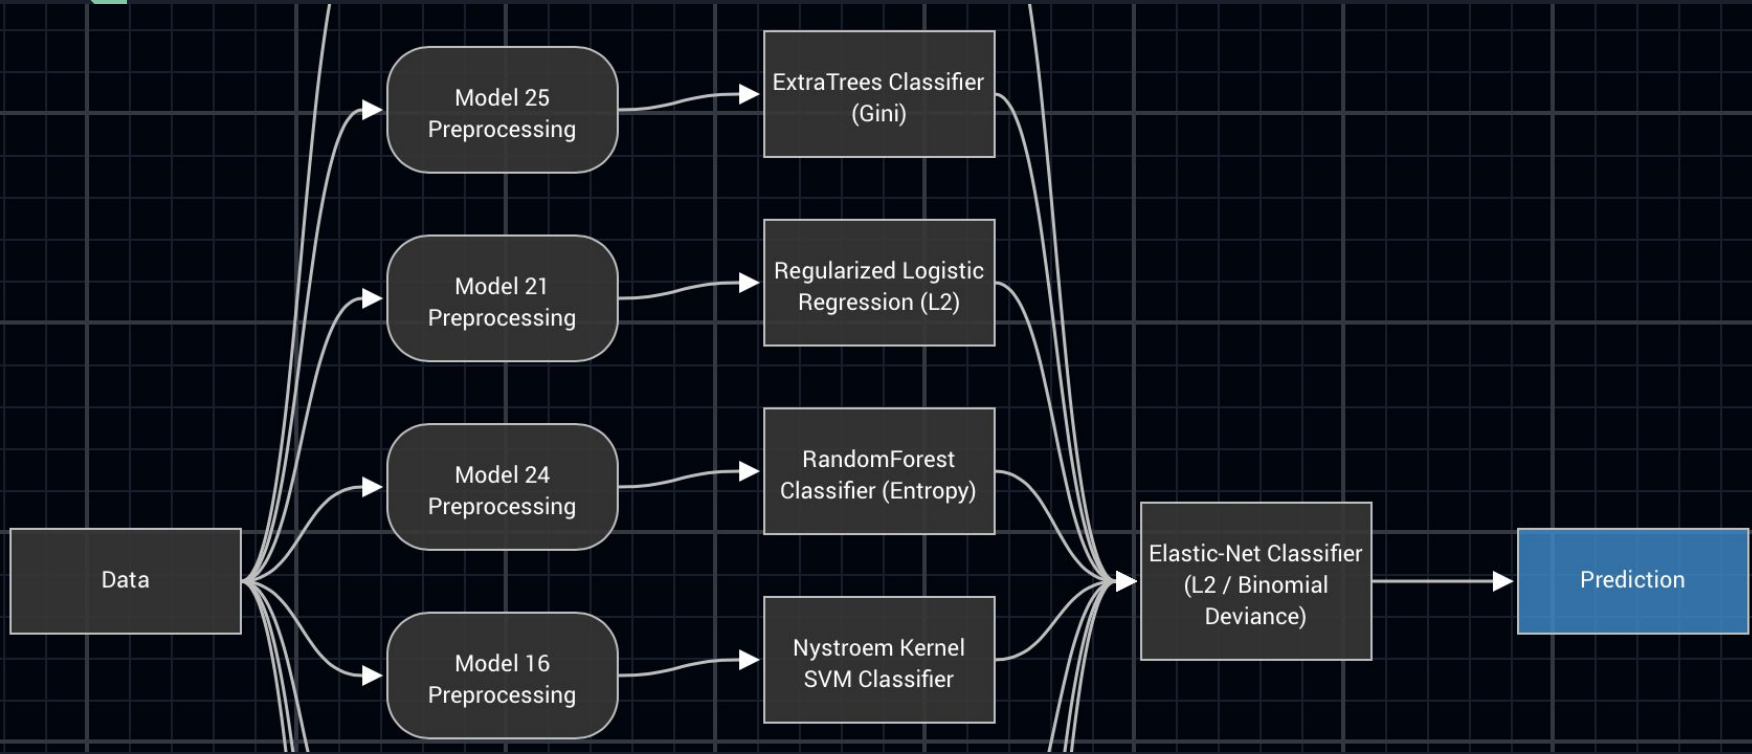 Model 25
Preprocessing
ExtraTrees Classifier
(Gini)
Model 21
Preprocessing
Regularized Logistic
Regression (L2)
Model 24
Preprocessing
RandomForest
Classifier (Entropy)
Data
Model 16
Preprocessing
Nystroem Kernel
SVM Classifier
Elastic-Net Classifier
(L2 / Binomial
Deviance)
Prediction